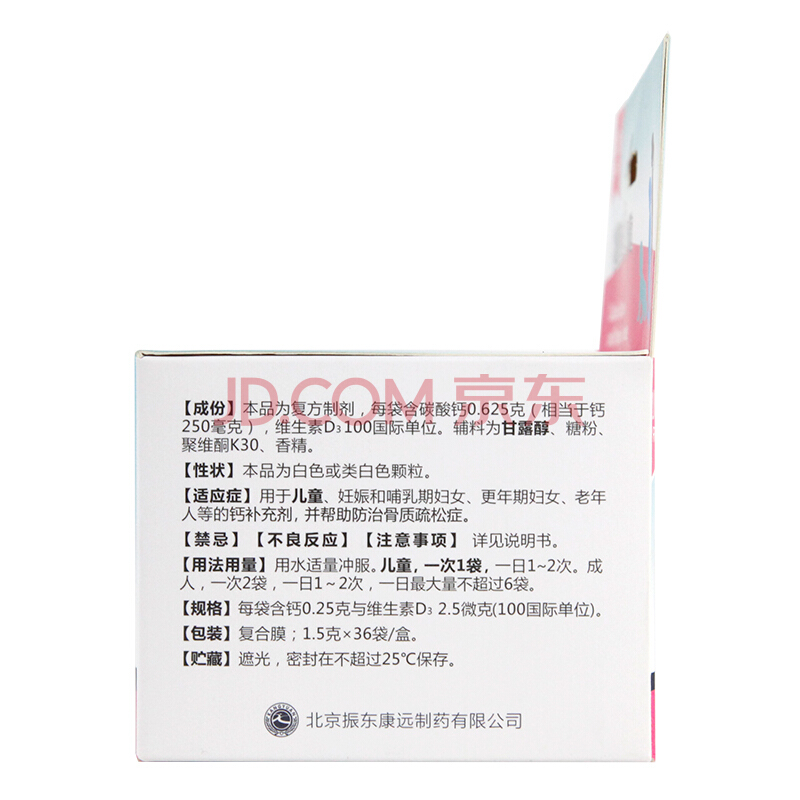 【成份】本品为复方制剂，每袋含碳酸钙0.625克（相当于钙
250毫克），维生素D₃100国际单位。辅料为甘露醇、糖粉、
聚维酮K30、香精。
【性状】本品为白色或类白色颗粒。
【适应症】用于儿童、妊娠和哺乳期妇女、更年期妇女、老年
人等的钙补充剂，并帮助防治骨质疏松症。
【禁忌】【不良反应】【注意事项】 详见说明书。
【用法用量】用水适量冲服。儿童，一次1袋，一日1~2次。成
人，一次2袋，一日1~2次，一日最大量不超过6袋。
【规格】每袋含钙0.25克与维生素D₃ 2.5微克(100国际单位)。
【包装】复合膜；1.5克×36袋/盒。
【贮藏】遮光，密封在不超过25℃保存。
北京振东康远制药有限公司
JD.COM 京东